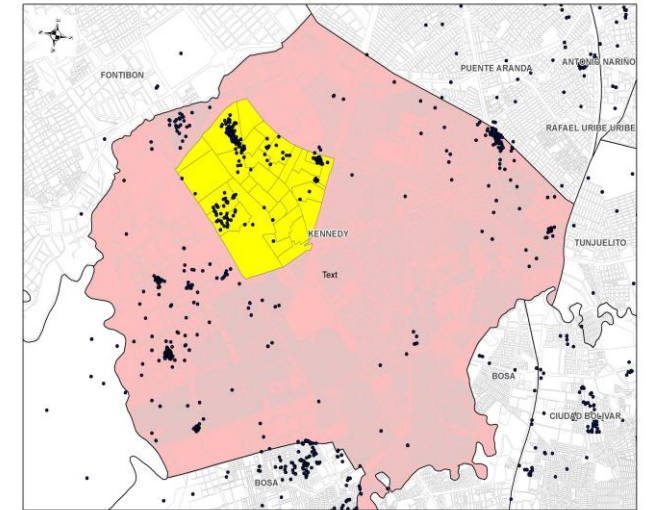 FONTIBON
PUENTE ARANDA
ANTONIO NARIÑO
RAFAEL URIBE URIBE
KENNEDY
TUNJUELITO
Text
BOSA
CIUDAD BOLIVAR
BOSA